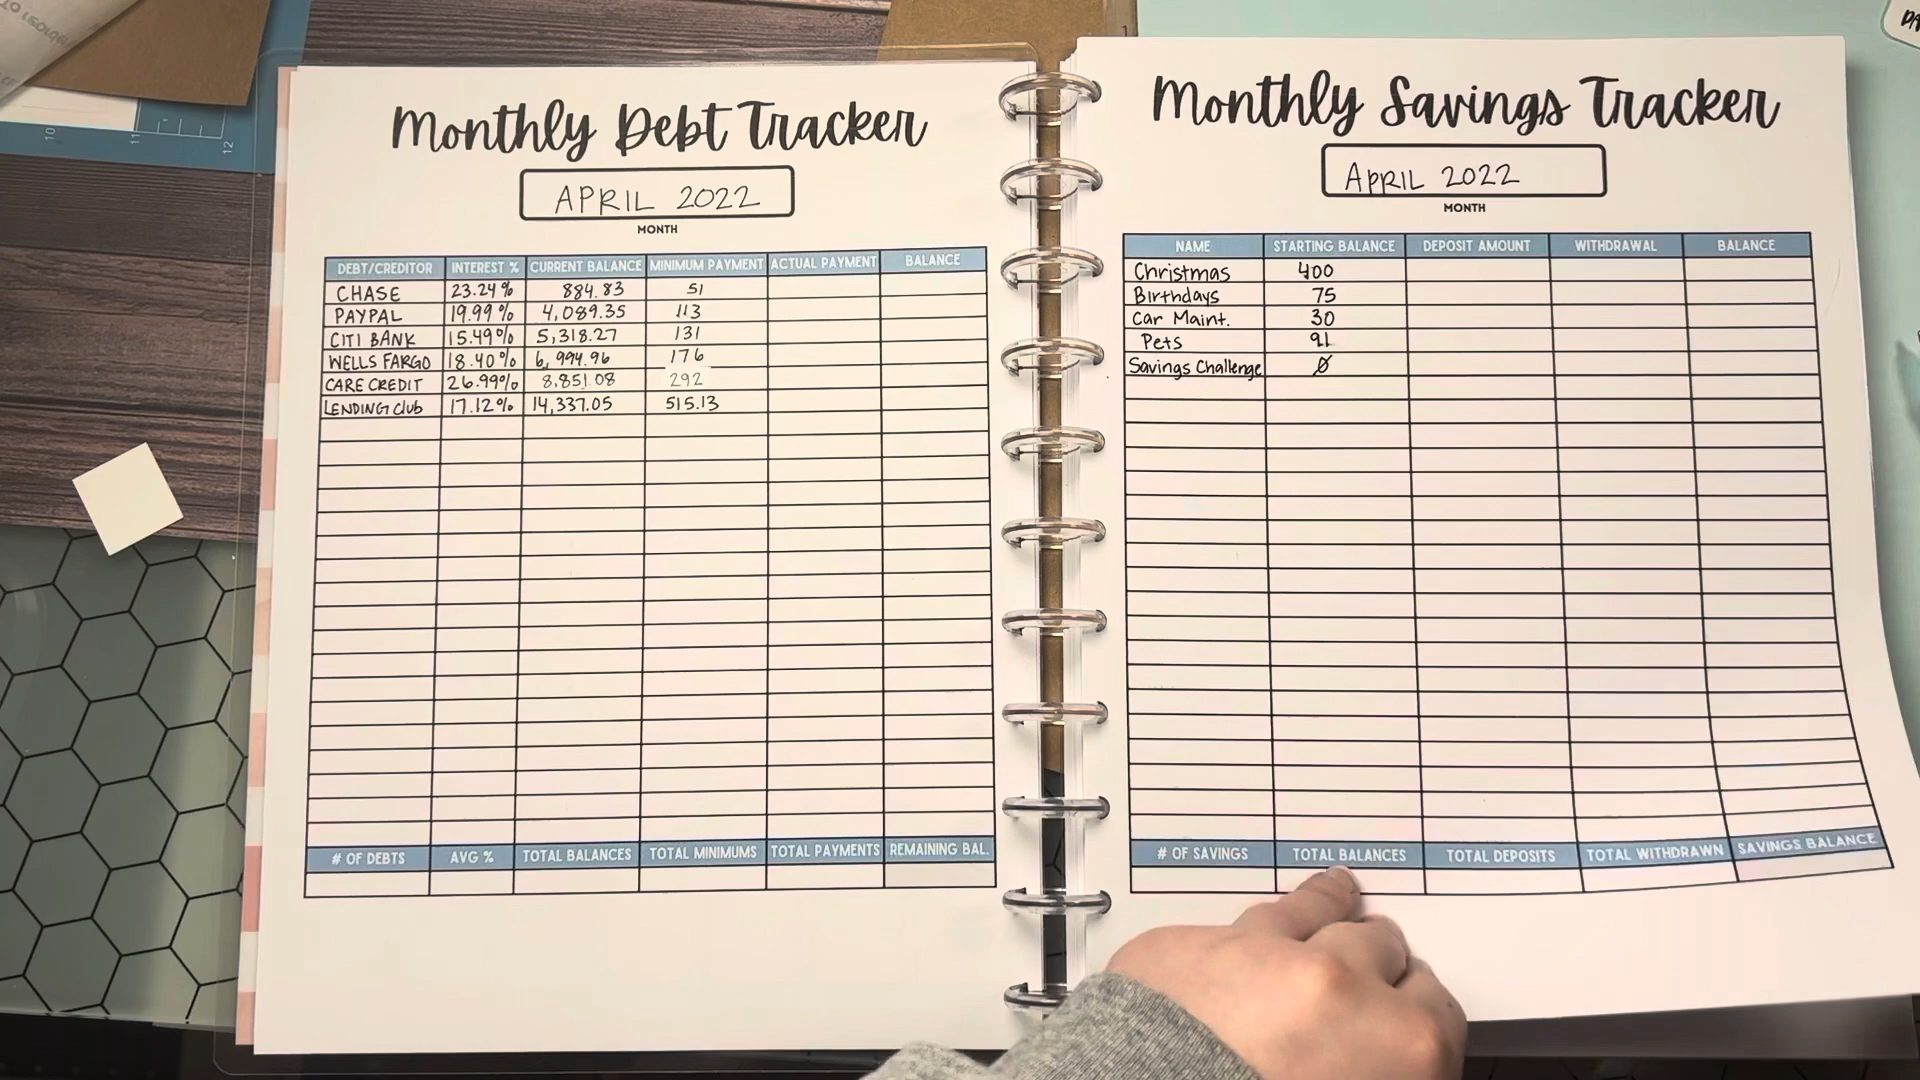 Monthly Debt Tracker
APRIL 2022
MONTH
DEBT/CREDITOR INTEREST % CURRENT BALANCE MINIMUM PAYMENT ACTUAL PAYMENT BALANCE
CHASE 23.24% 884.83 51
PAYPAL 19.99% 4,089.35 113
CITI BANK 15.49% 5,318.27 131
WELLS FARGO 18.40% 6,994.96 176
CARE CREDIT 26.99% 8,851.08 292
LENDING Club 17.12% 14,337.05 515.13
# OF DEBTS AVG % TOTAL BALANCES TOTAL MINIMUMS TOTAL PAYMENTS REMAINING BAL.
Monthly Savings Tracker
APRIL 2022
MONTH
NAME STARTING BALANCE DEPOSIT AMOUNT WITHDRAWAL BALANCE
Christmas 400
Birthdays 75
Car Maint. 30
Pets 91
Savings Challenge Ø
# OF SAVINGS TOTAL BALANCES TOTAL DEPOSITS TOTAL WITHDRAWN SAVINGS BALANCE
10 11 12